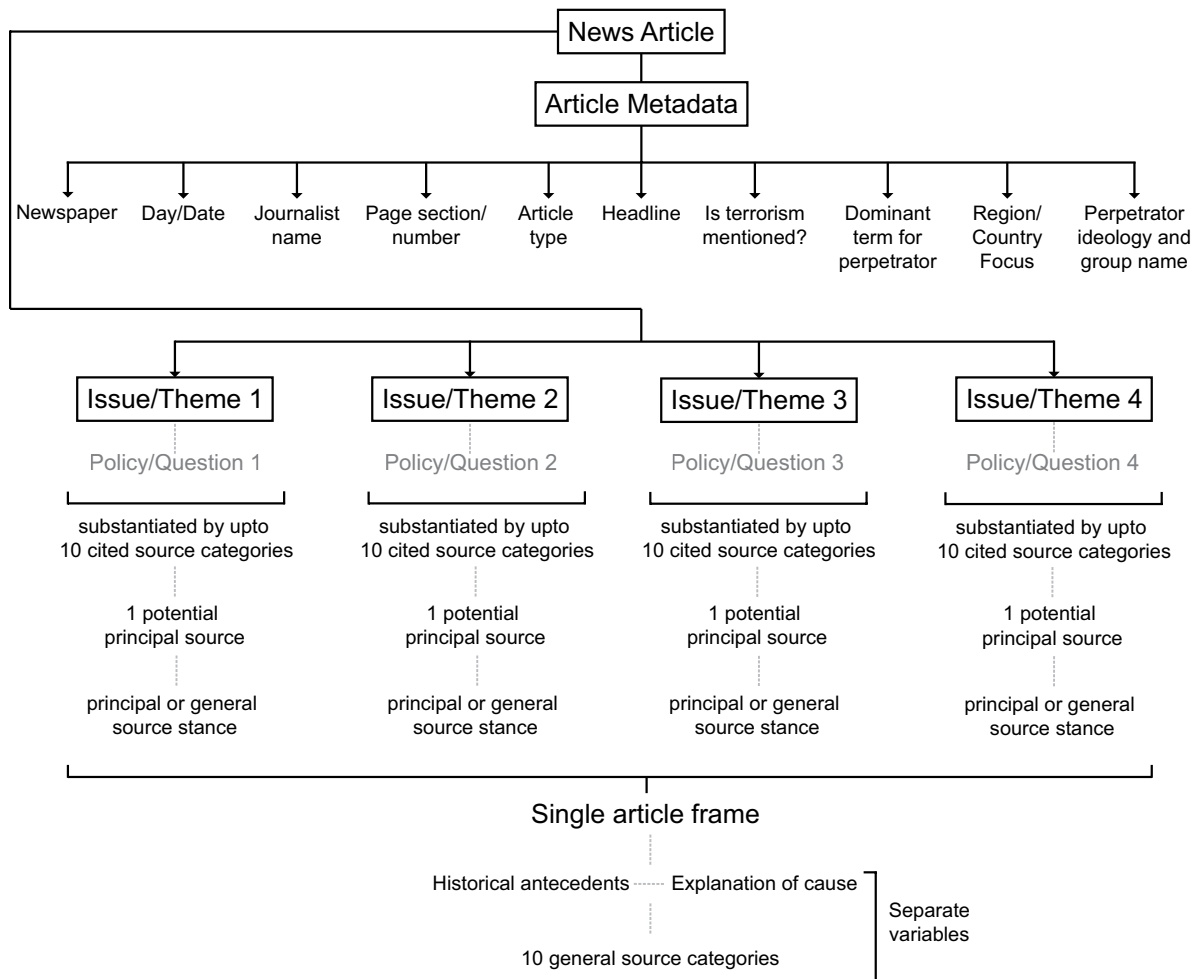 News Article
Article Metadata
Newspaper
Day/Date
Journalist
name
Page section/
number
Article
type
Headline
Is terrorism
mentioned?
Dominant
term for
perpetrator
Region/
Country
Focus
Perpetrator
ideology and
group name
Issue/Theme 1
Issue/Theme 2
Issue/Theme 3
Issue/Theme 4
Policy/Question 1
Policy/Question 2
Policy/Question 3
Policy/Question 4
substantiated by upto
10 cited source categories
substantiated by upto
10 cited source categories
substantiated by upto
10 cited source categories
substantiated by upto
10 cited source categories
1 potential
principal source
1 potential
principal source
1 potential
principal source
1 potential
principal source
principal or general
source stance
principal or general
source stance
principal or general
source stance
principal or general
source stance
Single article frame
Historical antecedents
Explanation of cause
Separate
variables
10 general source categories